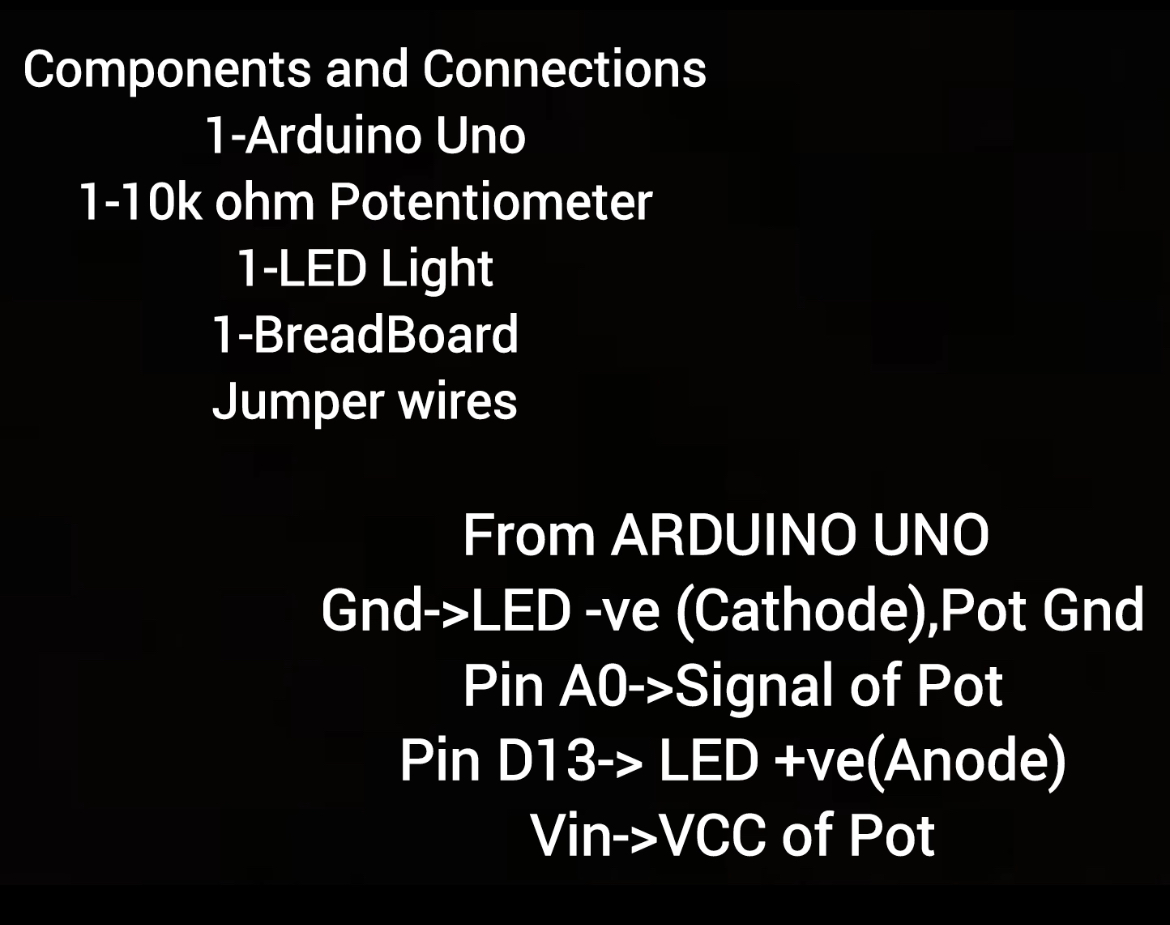 Components and Connections
1-Arduino Uno
1-10k ohm Potentiometer
1-LED Light
1-BreadBoard
Jumper wires
From ARDUINO UNO
Gnd->LED -ve (Cathode),Pot Gnd
Pin A0->Signal of Pot
Pin D13-> LED +ve(Anode)
Vin->VCC of Pot